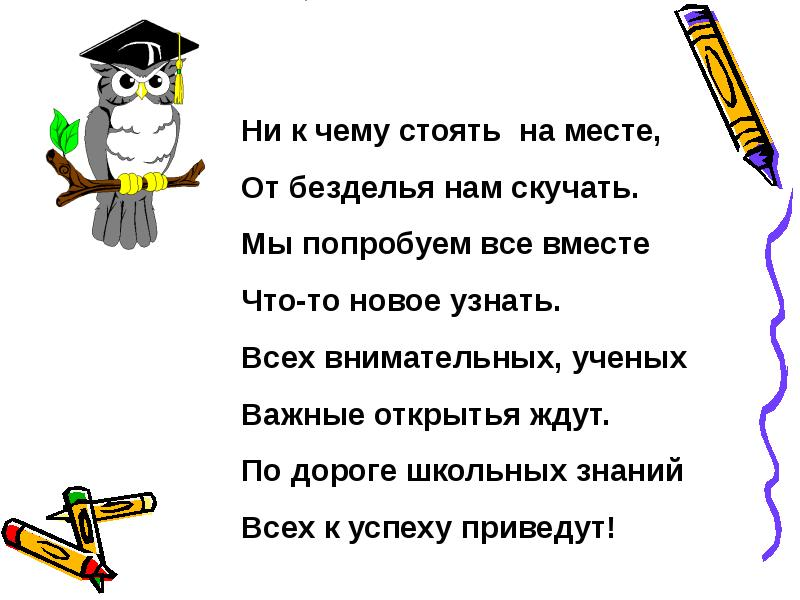 Ни к чему стоять  на месте,
От безделья нам скучать.
Мы попробуем все вместе
Что-то новое узнать.
Всех внимательных, ученых
Важные открытья ждут.
По дороге школьных знаний
Всех к успеху приведут!